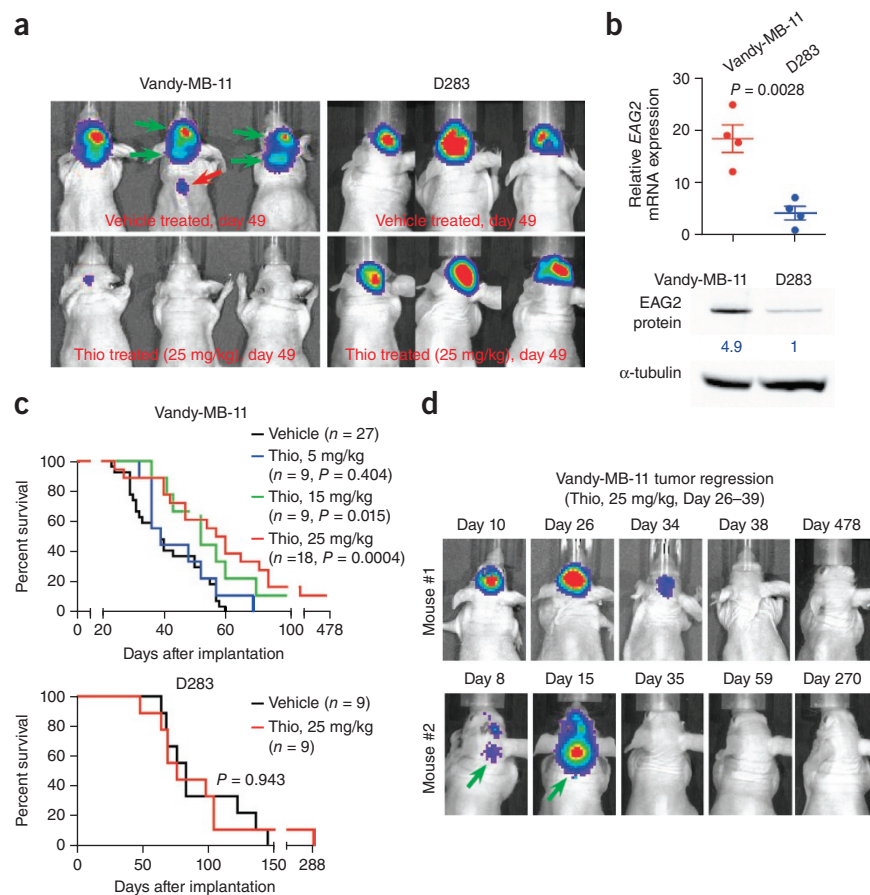 a
Vandy-MB-11
D283
Vehicle treated, day 49
Vehicle treated, day 49
Thio treated (25 mg/kg), day 49
Thio treated (25 mg/kg), day 49
b
Vandy-MB-11
D283
P = 0.0028
Relative EAG2
mRNA expression
30
20
10
0
Vandy-MB-11 D283
EAG2
protein
4.9 1
α-tubulin
c
Vandy-MB-11
Vehicle (n = 27)
Thio, 5 mg/kg
(n = 9, P = 0.404)
Thio, 15 mg/kg
(n = 9, P = 0.015)
Thio, 25 mg/kg
(n =18, P = 0.0004)
Percent survival
100
80
60
40
20
0
0 20 40 60 100 478
Days after implantation
D283
Vehicle (n = 9)
Thio, 25 mg/kg
(n = 9)
P = 0.943
Percent survival
100
80
60
40
20
0
0 50 100 150 288
Days after implantation
d
Vandy-MB-11 tumor regression
(Thio, 25 mg/kg, Day 26–39)
Day 10 Day 26 Day 34 Day 38 Day 478
Mouse #1
Day 8 Day 15 Day 35 Day 59 Day 270
Mouse #2